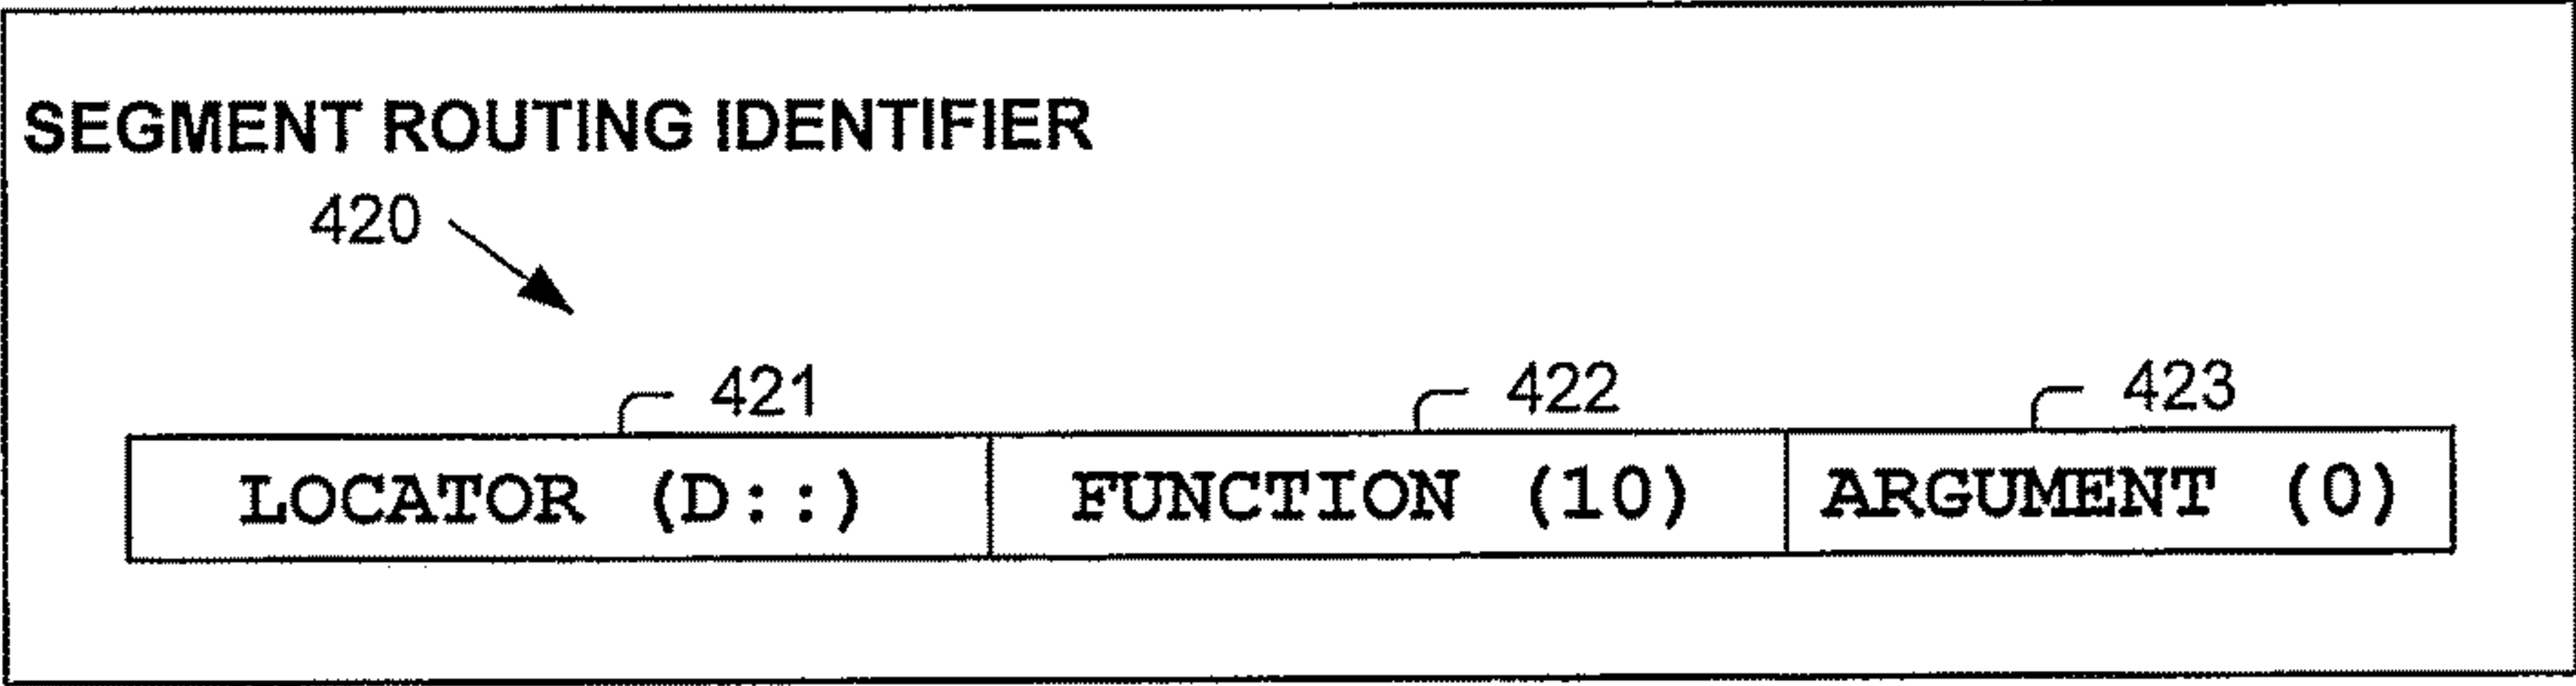 SEGMENT ROUTING IDENTIFIER
420
421 422 423
LOCATOR (D::) FUNCTION (10) ARGUMENT (0)